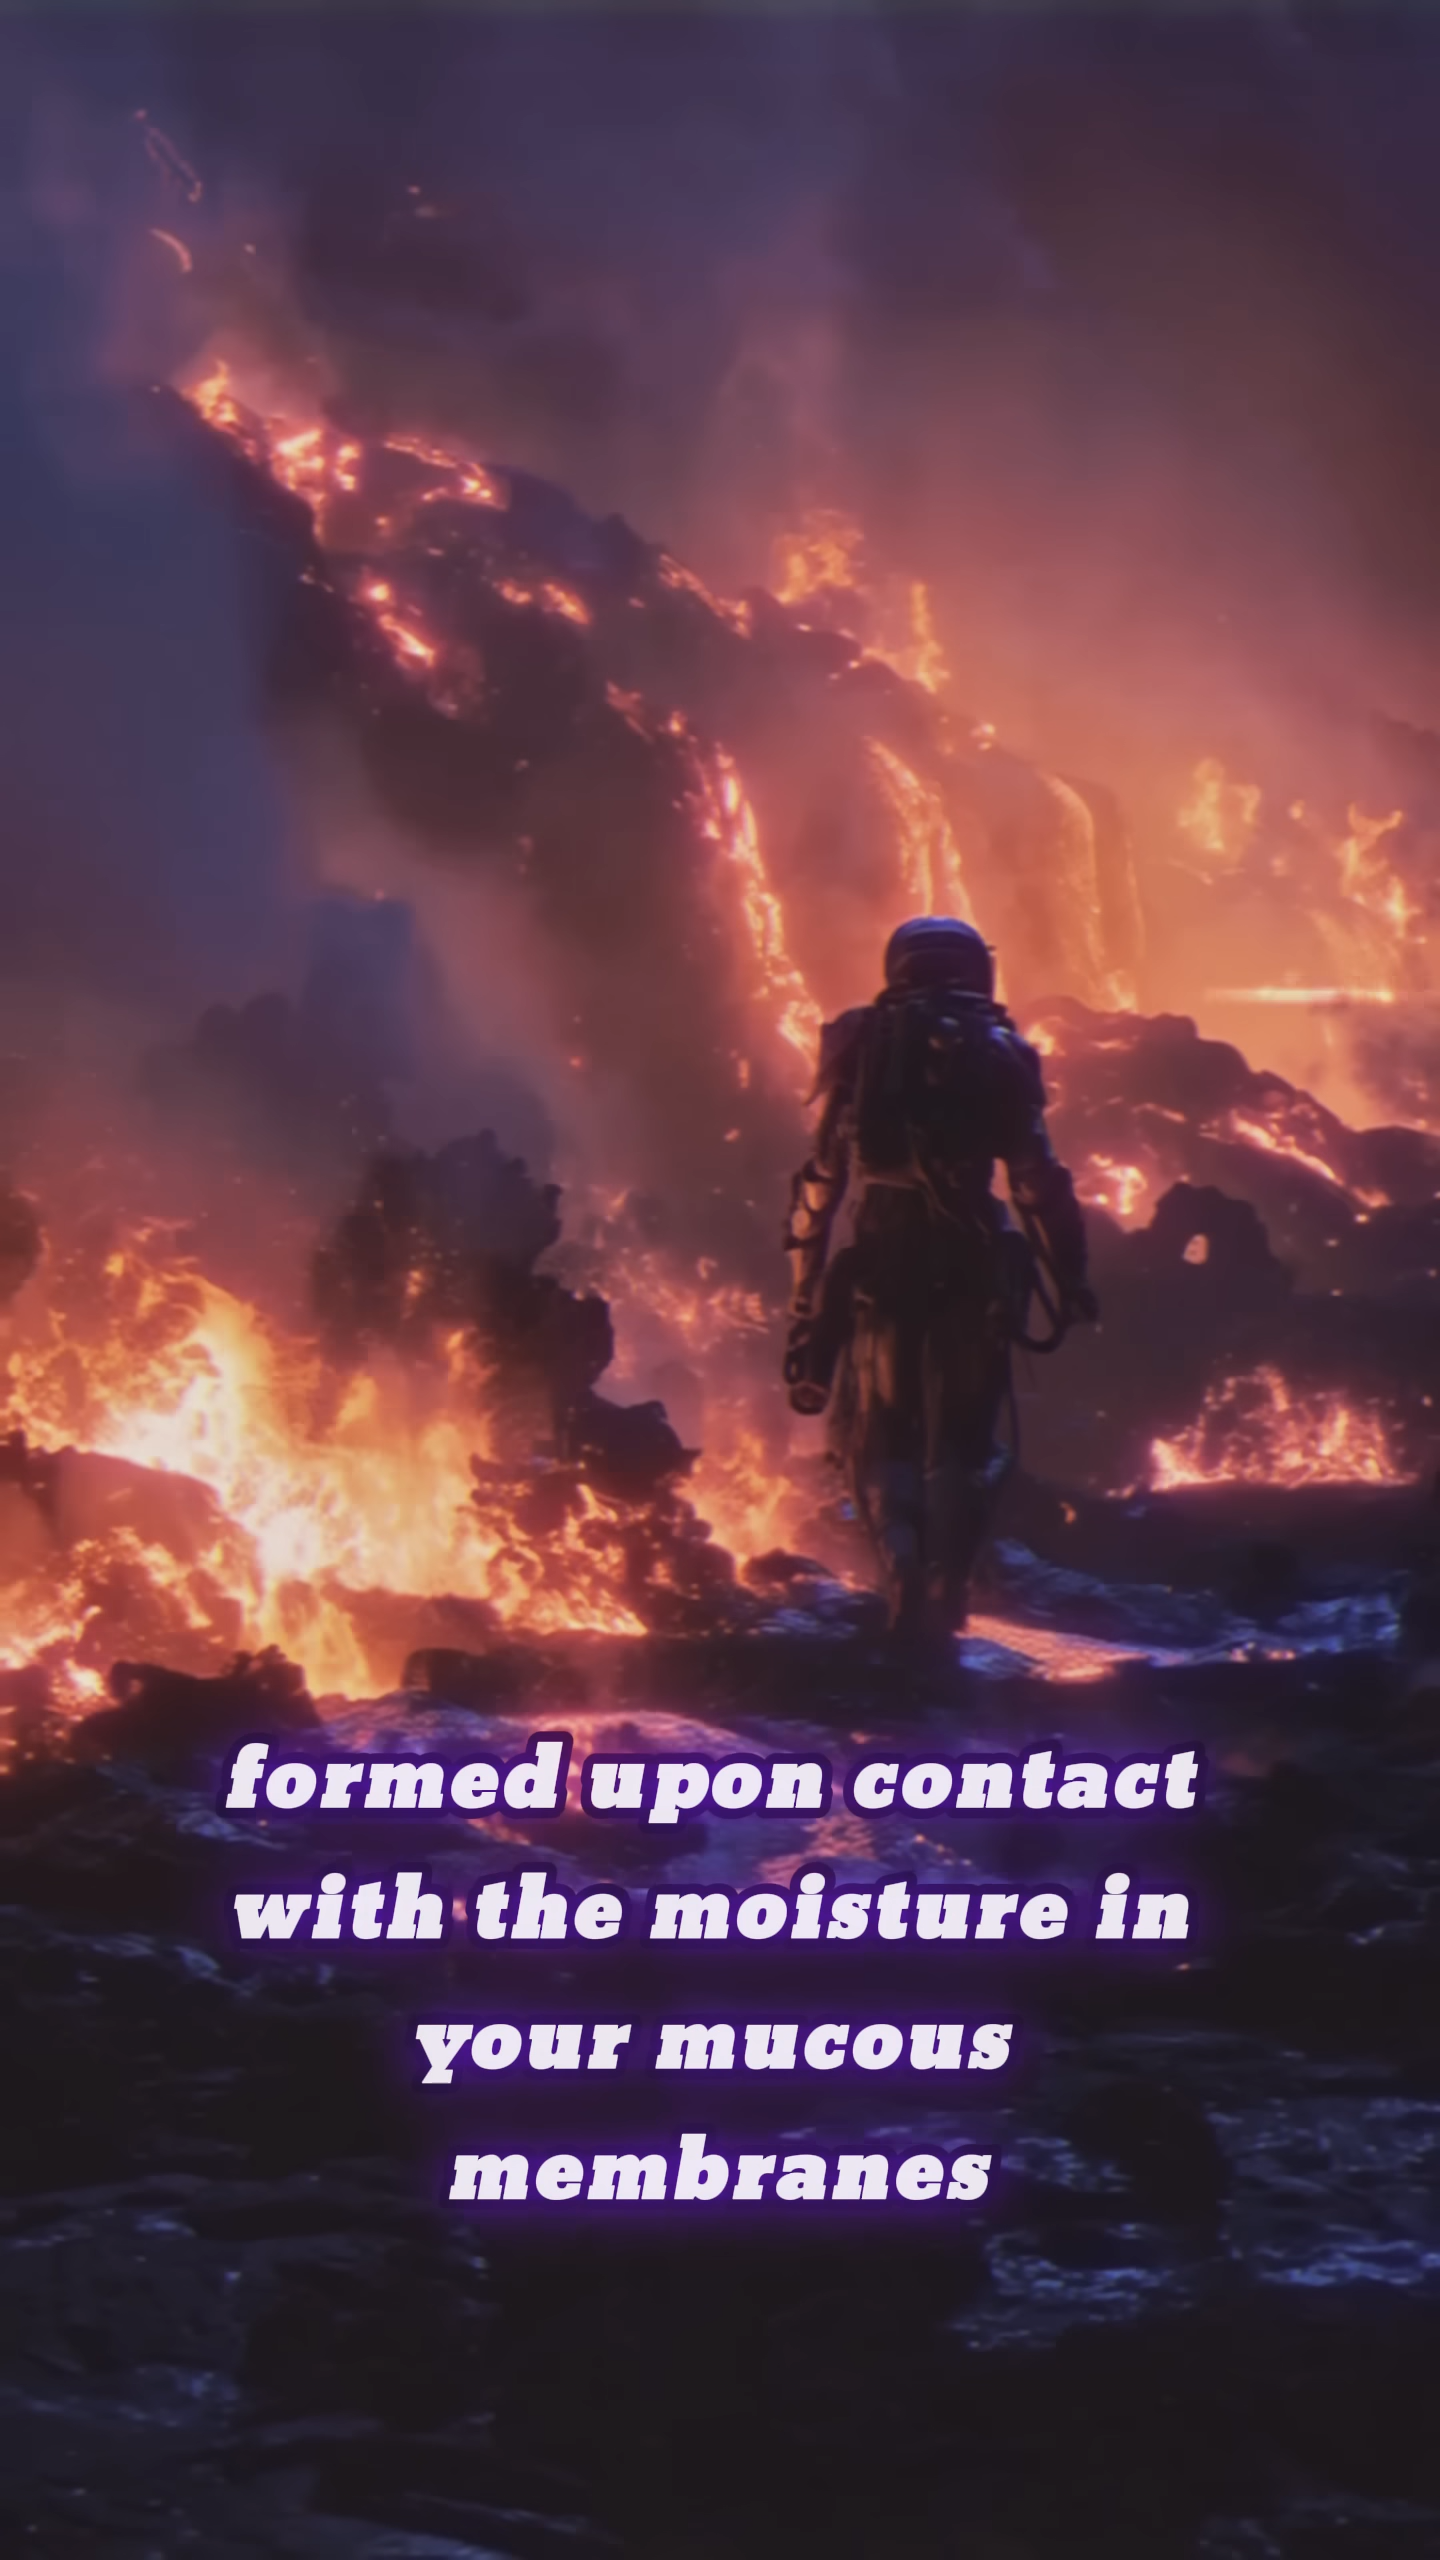 formed upon contact
with the moisture in
your mucous
membranes